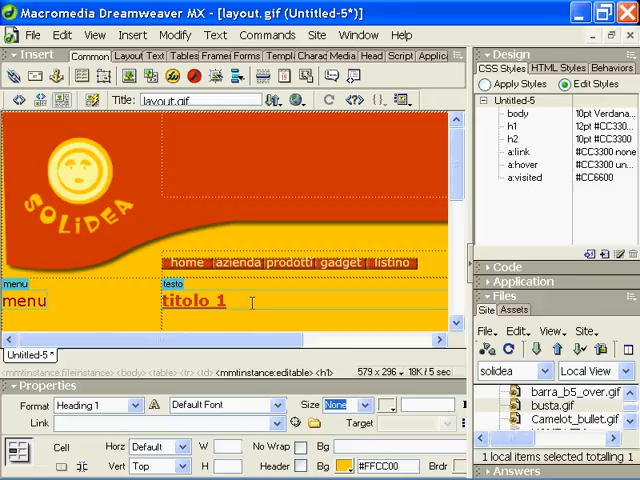 Macromedia Dreamweaver MX - [layout.gif (Untitled-5*)]
File Edit View Insert Modify Text Commands Site Window Help
Insert Common Layout Text Tables Frames Forms Templ Chara Media Head Script Applic
Title: layout.gif
SOLIDEA
home azienda prodotti gadget listino
menu testo
menu titolo 1
Untitled-5*
<mmtinstance:fileinstance> <body> <table> <tr> <td> <mmtinstance:editable> <h1> 579 x 296 18K / 5 sec
Properties
Format Heading 1 Default Font Size None
Link Target
Cell Horz Default W No Wrap Bg
Vert Top H Header Bg #FFCC00 Brdr
Design
CSS Styles HTML Styles Behaviors
Apply Styles Edit Styles
Untitled-5
body 10pt Verdana
h1 12pt #CC330...
h2 10pt #CC3300
a:link #CC3300 none
a:hover #CC3300 un...
a:visited #CC6600
Code
Application
Files
Site Assets
File Edit View Site
solidea Local View
barra_b5_over.gif
busta.gif
Camelot_bullet.gif
1 local items selected totalling 1
Answers